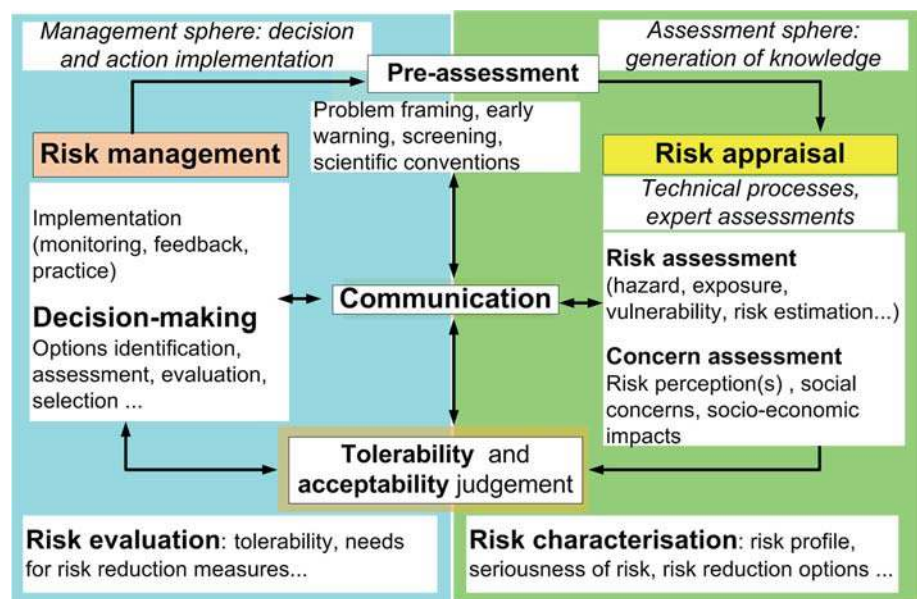 Management sphere: decision
and action implementation
Assessment sphere:
generation of knowledge
Pre-assessment
Problem framing, early
warning, screening,
scientific conventions
Risk management
Risk appraisal
Technical processes,
expert assessments
Implementation
(monitoring, feedback,
practice)
Decision-making
Options identification,
assessment, evaluation,
selection ...
Communication
Risk assessment
(hazard, exposure,
vulnerability, risk estimation...)
Concern assessment
Risk perception(s) , social
concerns, socio-economic
impacts
Tolerability and
acceptability judgement
Risk evaluation: tolerability, needs
for risk reduction measures...
Risk characterisation: risk profile,
seriousness of risk, risk reduction options ...